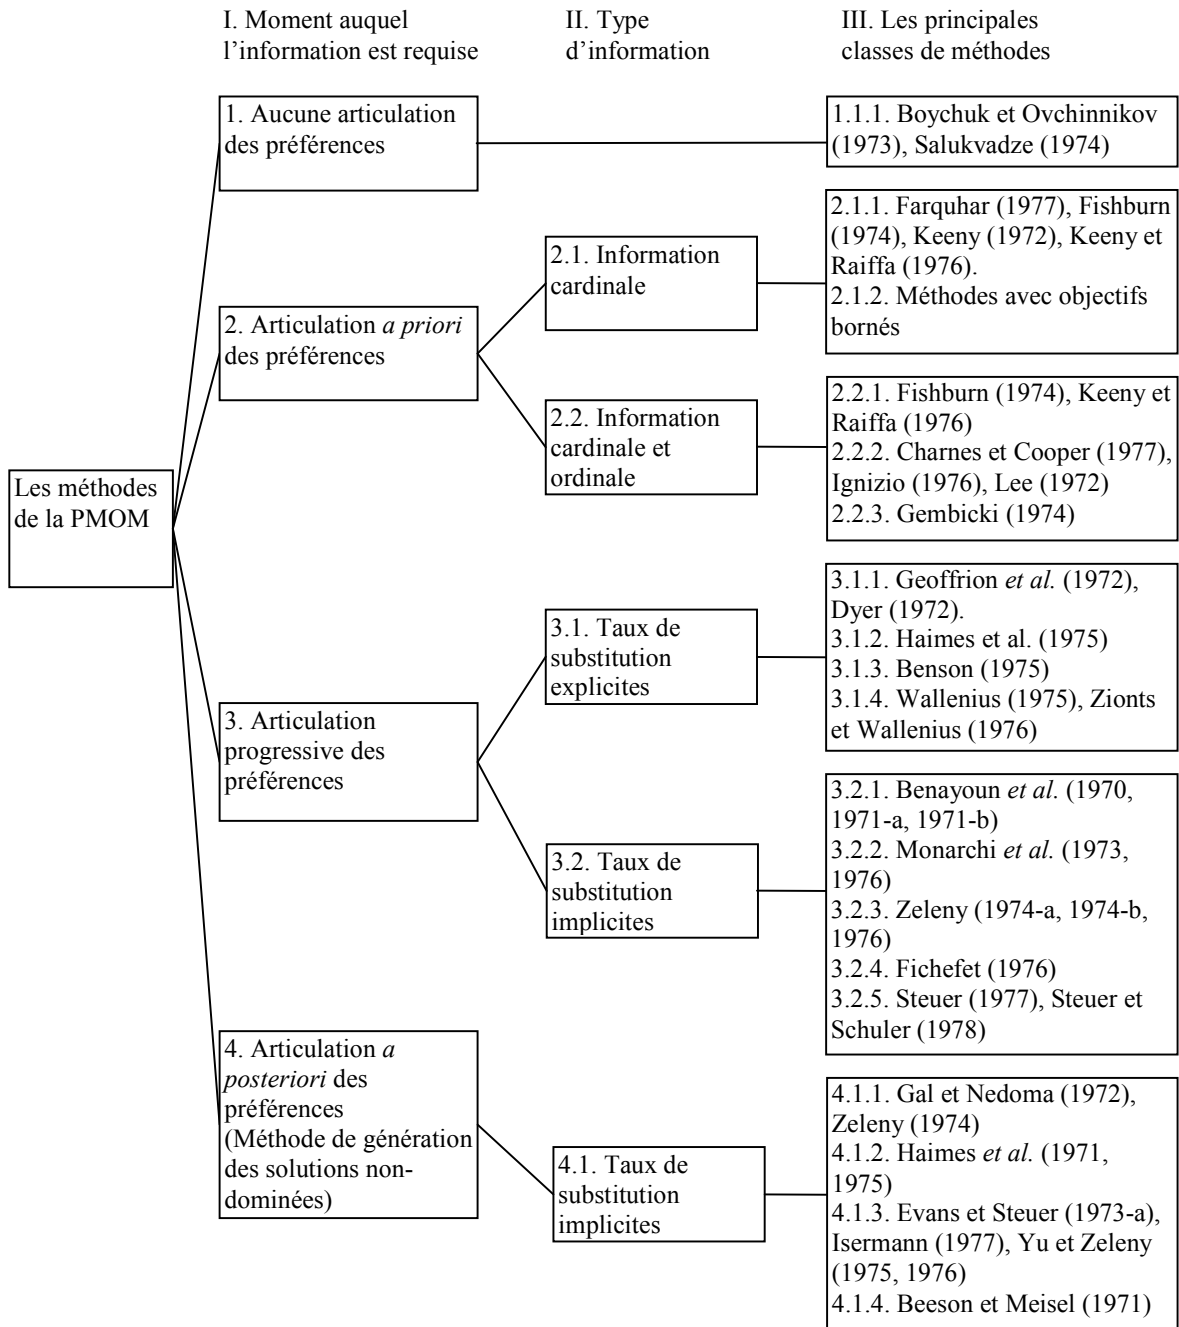 I. Moment auquel
l'information est requise
II. Type
d'information
III. Les principales
classes de méthodes
Les méthodes
de la PMOM
1. Aucune articulation
des préférences
1.1.1. Boychuk et Ovchinnikov
(1973), Salukvadze (1974)
2. Articulation a priori
des préférences
2.1. Information
cardinale
2.1.1. Farquhar (1977), Fishburn
(1974), Keeny (1972), Keeny et
Raiffa (1976).
2.1.2. Méthodes avec objectifs
bornés
2.2. Information
cardinale et
ordinale
2.2.1. Fishburn (1974), Keeny et
Raiffa (1976)
2.2.2. Charnes et Cooper (1977),
Ignizio (1976), Lee (1972)
2.2.3. Gembicki (1974)
3. Articulation
progressive des
préférences
3.1. Taux de
substitution
explicites
3.1.1. Geoffrion et al. (1972),
Dyer (1972).
3.1.2. Haimes et al. (1975)
3.1.3. Benson (1975)
3.1.4. Wallenius (1975), Zionts
et Wallenius (1976)
3.2. Taux de
substitution
implicites
3.2.1. Benayoun et al. (1970,
1971-a, 1971-b)
3.2.2. Monarchi et al. (1973,
1976)
3.2.3. Zeleny (1974-a, 1974-b,
1976)
3.2.4. Fichefet (1976)
3.2.5. Steuer (1977), Steuer et
Schuler (1978)
4. Articulation a
posteriori des
préférences
(Méthode de génération
des solutions non-
dominées)
4.1. Taux de
substitution
implicites
4.1.1. Gal et Nedoma (1972),
Zeleny (1974)
4.1.2. Haimes et al. (1971,
1975)
4.1.3. Evans et Steuer (1973-a),
Isermann (1977), Yu et Zeleny
(1975, 1976)
4.1.4. Beeson et Meisel (1971)